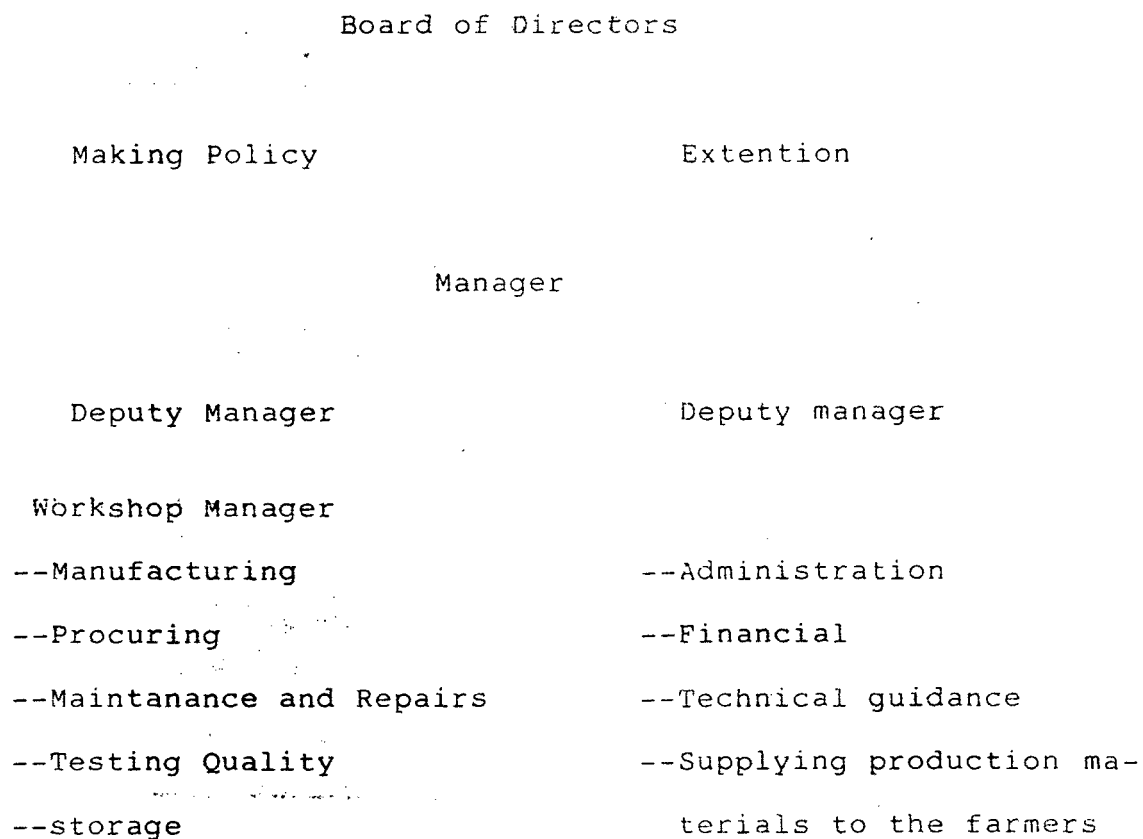 Board of Directors
Making Policy Extention
Manager
Deputy Manager Deputy manager
Workshop Manager
--Manufacturing --Administration
--Procuring --Financial
--Maintanance and Repairs --Technical guidance
--Testing Quality --Supplying production ma-
--storage terials to the farmers